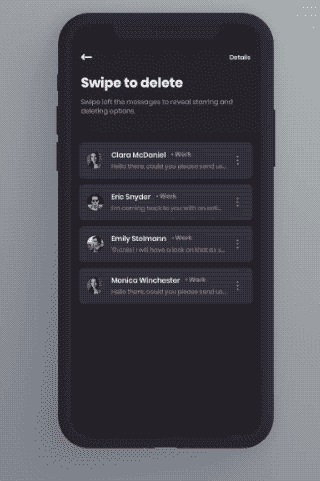 Details
Swipe to delete
Swipe left the messages to reveal starring and
deleting options.
Clara McDaniel • Work
Hello there, could you please send us...
Eric Snyder • Work
I'm coming back to you with an esti...
Emily Stelmann • Work
Thanks! I will have a look on that as s...
Monica Winchester • Work
Hello there, could you please send us...